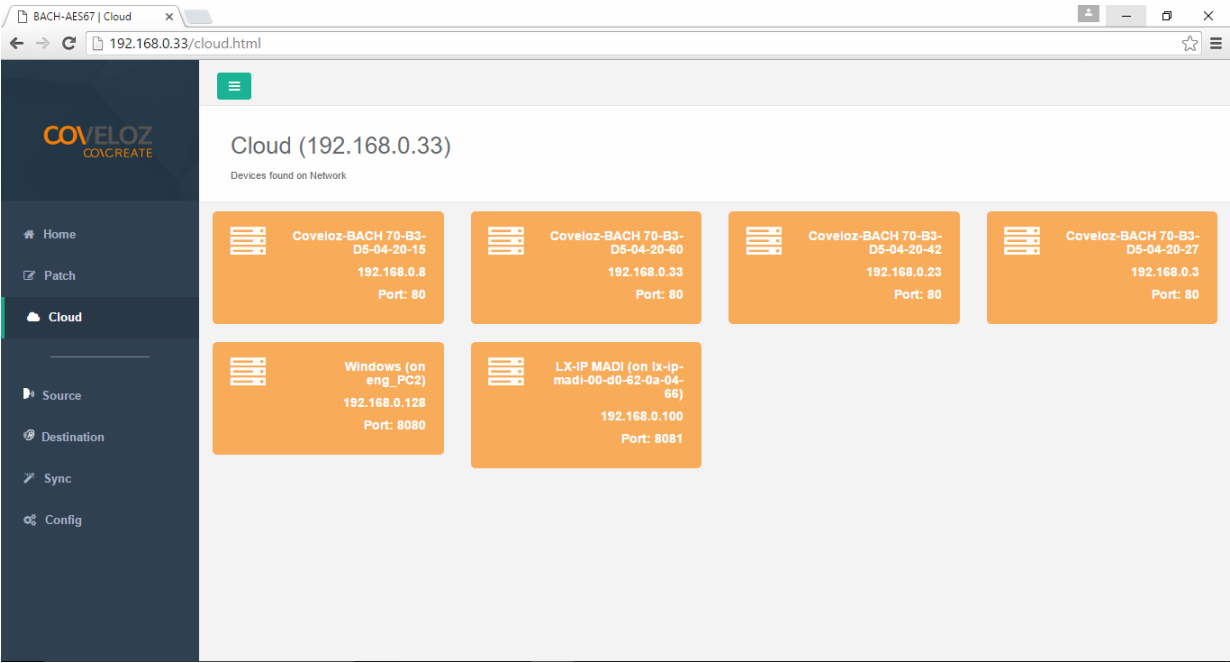 BACH-AES67 | Cloud
192.168.0.33/cloud.html
COVELOZ
CO\CREATE
Home
Patch
Cloud
Source
Destination
Sync
Config
Cloud (192.168.0.33)
Devices found on Network
Coveloz-BACH 70-B3-
D5-04-20-15
192.168.0.8
Port: 80
Coveloz-BACH 70-B3-
D5-04-20-60
192.168.0.33
Port: 80
Coveloz-BACH 70-B3-
D5-04-20-42
192.168.0.23
Port: 80
Coveloz-BACH 70-B3-
D5-04-20-27
192.168.0.3
Port: 80
Windows (on
eng_PC2)
192.168.0.128
Port: 8080
LX-IP MADI (on lx-ip-
madi-00-d0-62-0a-04-
66)
192.168.0.100
Port: 8081